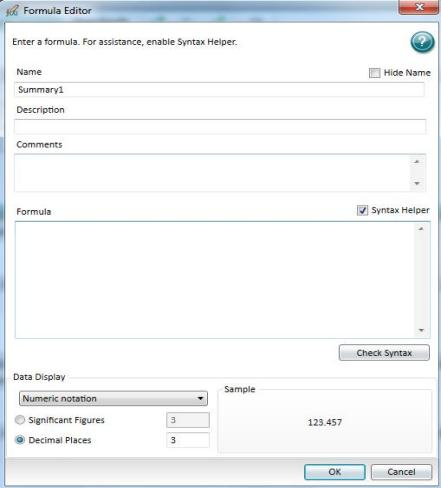 Formula Editor
Enter a formula. For assistance, enable Syntax Helper.
Name
Hide Name
Summary1
Description
Comments
Formula
Syntax Helper
Check Syntax
Data Display
Numeric notation
Sample
Significant Figures 3
123.457
Decimal Places 3
OK Cancel